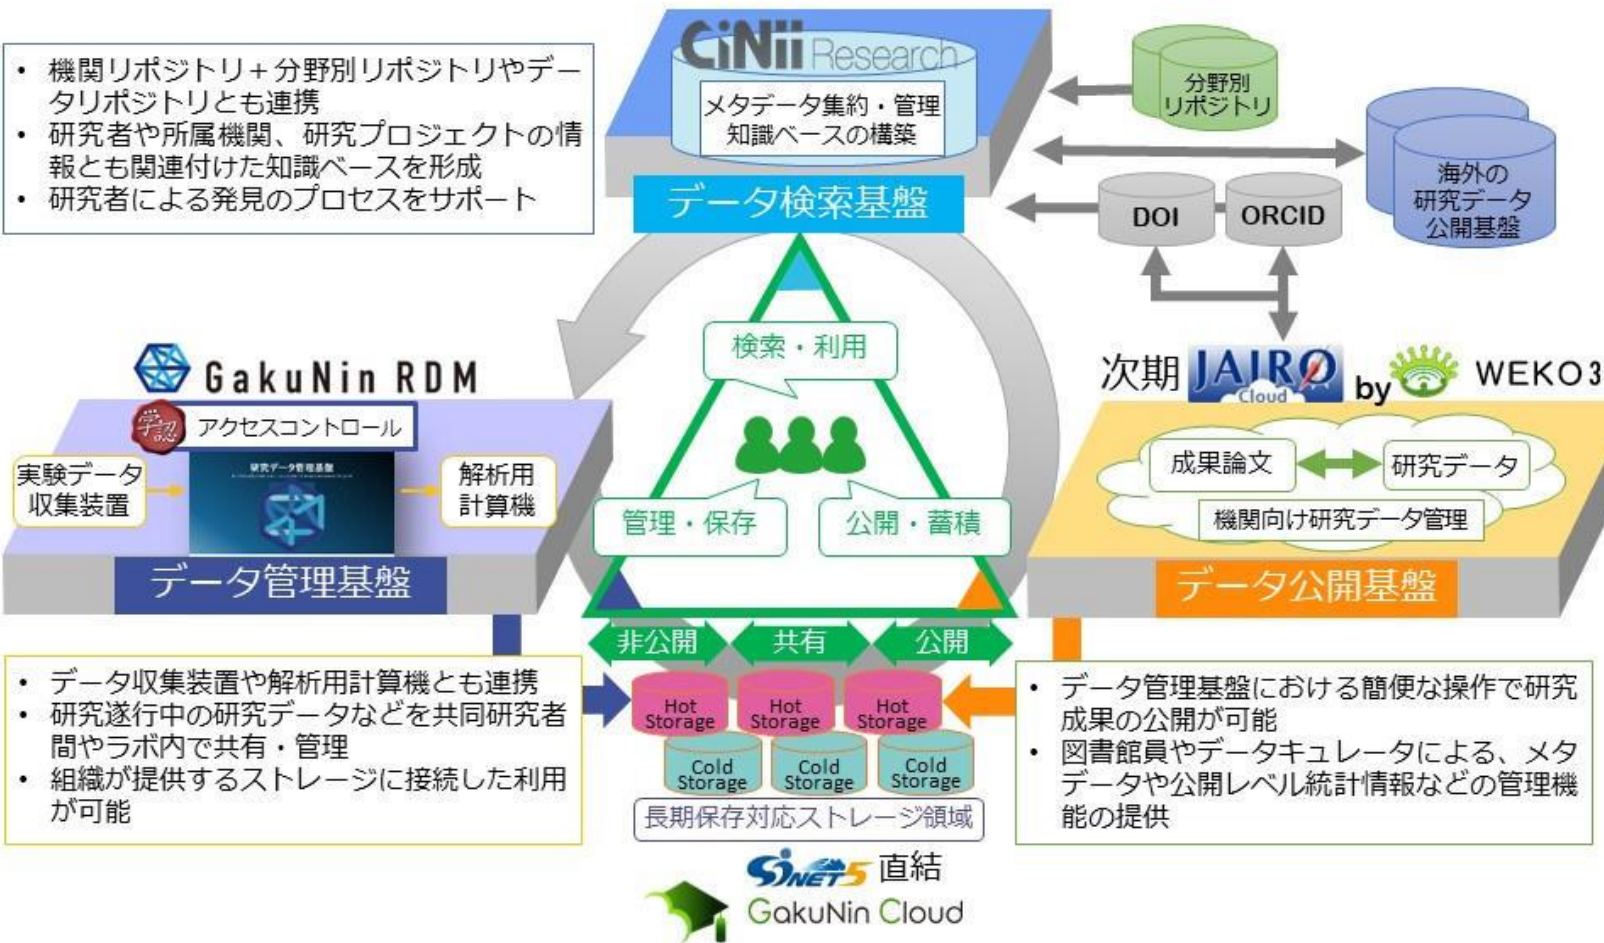 CiNii Research
メタデータ集約・管理
知識ベースの構築
データ検索基盤
• 機関リポジトリ+分野別リポジトリやデー
タリポジトリとも連携
• 研究者や所属機関、研究プロジェクトの情
報とも関連付けた知識ベースを形成
• 研究者による発見のプロセスをサポート
分野別
リポジトリ
海外の
研究データ
公開基盤
DOI
ORCID
検索・利用
管理・保存
公開・蓄積
GakuNin RDM
学認
アクセスコントロール
実験データ
収集装置
研究データ管理基盤
解析用
計算機
データ管理基盤
次期 JAIRO Cloud by WEKO3
成果論文
研究データ
機関向け研究データ管理
データ公開基盤
非公開
共有
公開
• データ収集装置や解析用計算機とも連携
• 研究遂行中の研究データなどを共同研究者
間やラボ内で共有・管理
• 組織が提供するストレージに接続した利用
が可能
Hot
Storage
Hot
Storage
Hot
Storage
Cold
Storage
Cold
Storage
Cold
Storage
長期保存対応ストレージ領域
• データ管理基盤における簡便な操作で研究
成果の公開が可能
• 図書館員やデータキュレータによる、メタ
データや公開レベル統計情報などの管理機
能の提供
SINET5 直結
GakuNin Cloud